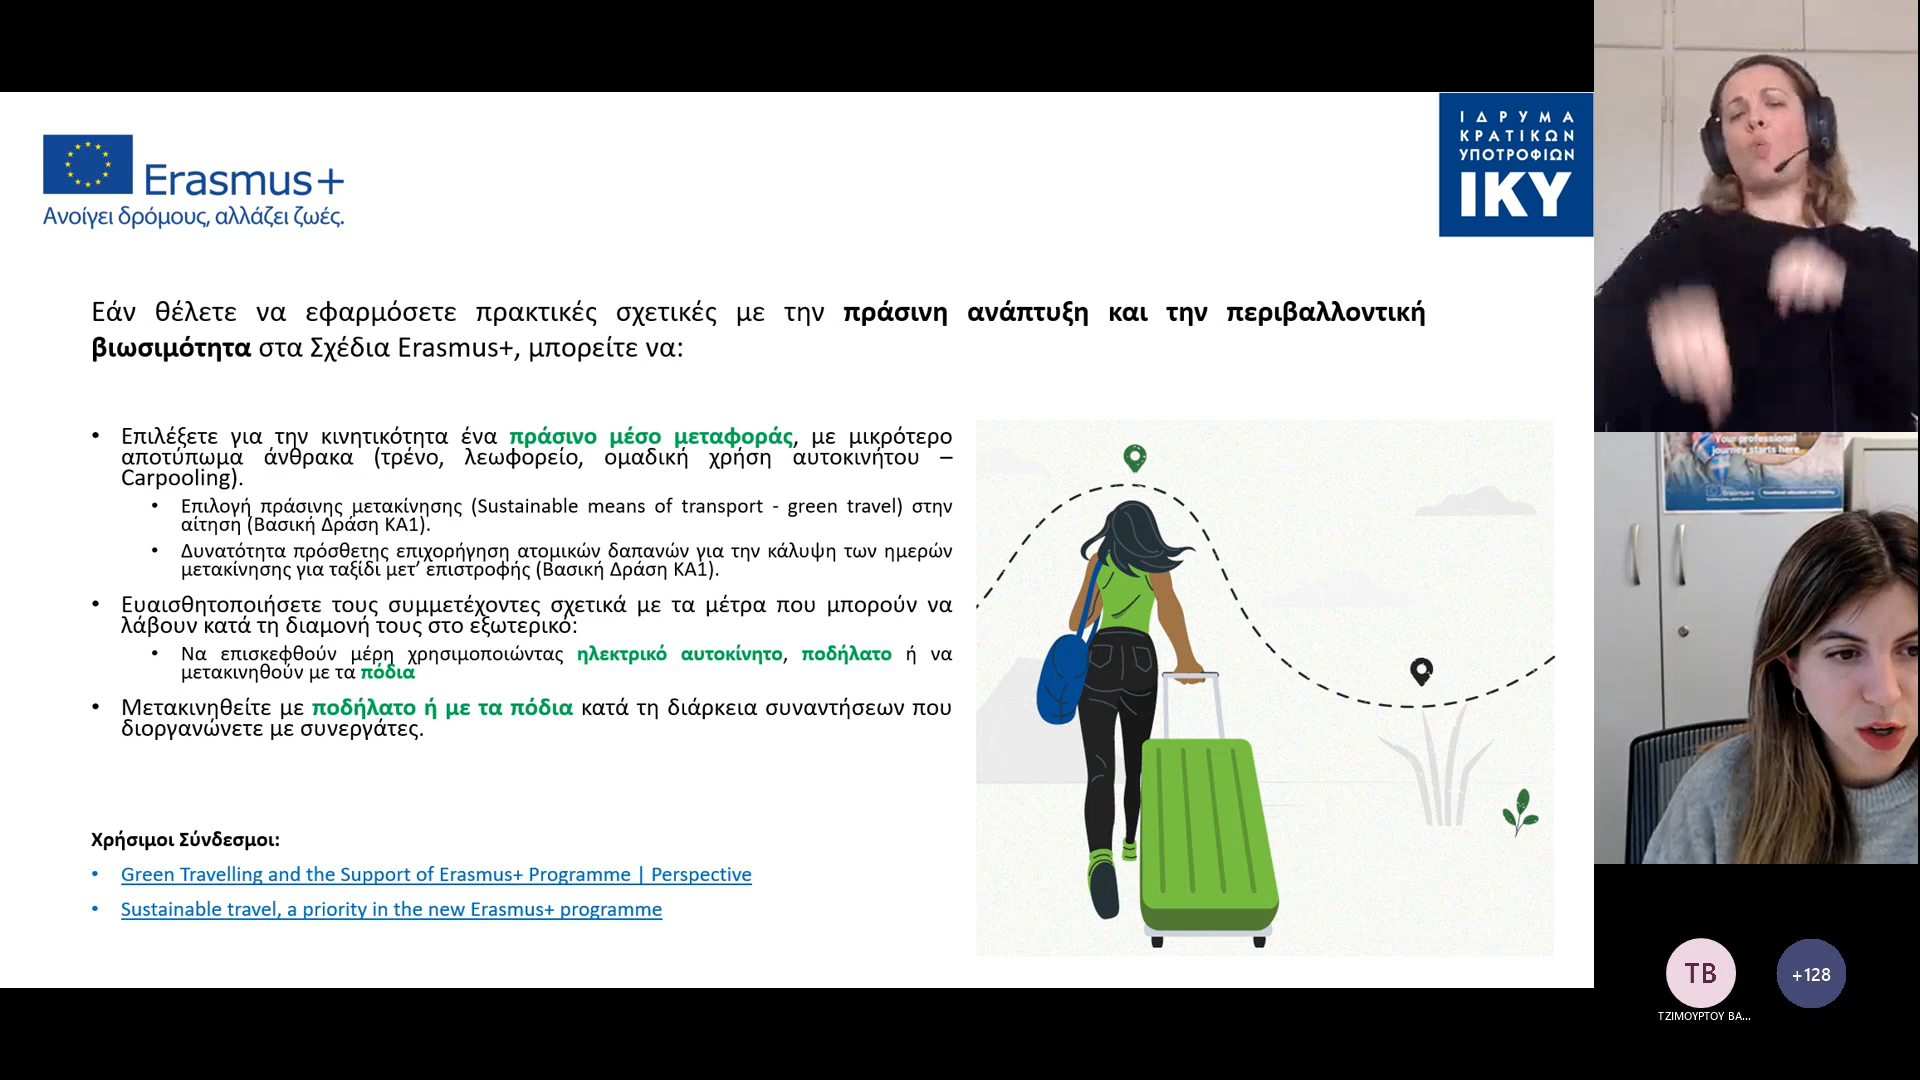 Erasmus+
Ανοίγει δρόμους, αλλάζει ζωές.
ΙΔΡΥΜΑ
ΚΡΑΤΙΚΩΝ
ΥΠΟΤΡΟΦΙΩΝ
ΙΚΥ
Εάν θέλετε να εφαρμόσετε πρακτικές σχετικές με την πράσινη ανάπτυξη και την περιβαλλοντική
βιωσιμότητα στα Σχέδια Erasmus+, μπορείτε να:
• Επιλέξετε για την κινητικότητα ένα πράσινο μέσο μεταφοράς, με μικρότερο
αποτύπωμα άνθρακα (τρένο, λεωφορείο, ομαδική χρήση αυτοκινήτου –
Carpooling).
• Επιλογή πράσινης μετακίνησης (Sustainable means of transport - green travel) στην
αίτηση (Βασική Δράση ΚΑ1).
• Δυνατότητα πρόσθετης επιχορήγηση ατομικών δαπανών για την κάλυψη των ημερών
μετακίνησης για ταξίδι μετ’ επιστροφής (Βασική Δράση ΚΑ1).
• Ευαισθητοποιήσετε τους συμμετέχοντες σχετικά με τα μέτρα που μπορούν να
λάβουν κατά τη διαμονή τους στο εξωτερικό:
• Να επισκεφθούν μέρη χρησιμοποιώντας ηλεκτρικό αυτοκίνητο, ποδήλατο ή να
μετακινηθούν με τα πόδια
• Μετακινηθείτε με ποδήλατο ή με τα πόδια κατά τη διάρκεια συναντήσεων που
διοργανώνετε με συνεργάτες.
Χρήσιμοι Σύνδεσμοι:
• Green Travelling and the Support of Erasmus+ Programme | Perspective
• Sustainable travel, a priority in the new Erasmus+ programme
Your professional
journey starts here
TB
ΤΖΙΜΟΥΡΤΟΥ ΒΑ...
+128